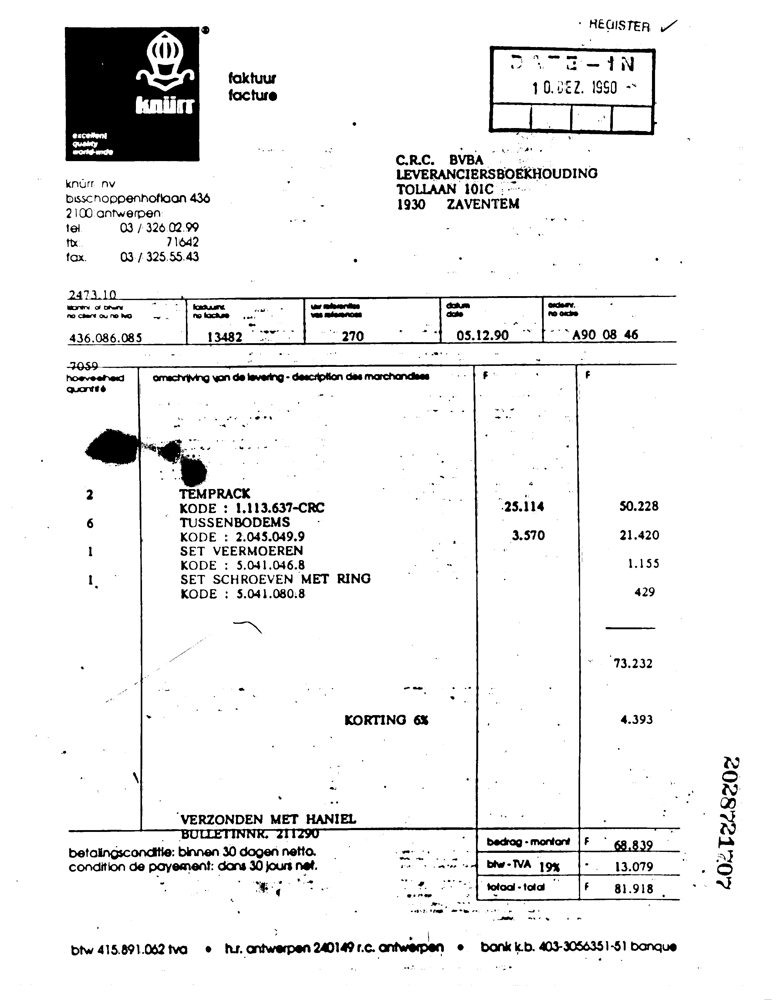 REGISTER ✓
DATE-IN
10. DEZ. 1990
®
knürr
excellent
quality
world-wide
faktuur
facture
C.R.C. BVBA
LEVERANCIERSBOEKHOUDING
TOLLAAN 101C
1930 ZAVENTEM
knürr nv
bisschoppenhoflaan 436
2100 antwerpen
tel 03 / 326.02.99
tlx. 71642
fax. 03 / 325.55.43
2473.10
no client ou no tva
faktuurnr. no facture
uw referenties vos references
datum date
ordernr. no ordre
436.086.085 13482 270 05.12.90 A90 08 46
7059
hoeveelheid omschrijving van de levering - description des marchandises F F
quantité
2 TEMPRACK
KODE : 1.113.637-CRC 25.114 50.228
6 TUSSENBODEMS
KODE : 2.045.049.9 3.570 21.420
1 SET VEERMOEREN
KODE : 5.041.046.8 1.155
1 SET SCHROEVEN MET RING
KODE : 5.041.080.8 429
73.232
KORTING 6% 4.393
VERZONDEN MET HANIEL
BULLETINNR. 211290
betalingsconditie: binnen 30 dagen netto.
condition de payement: dans 30 jours net.
bedrag - montant F 68.839
btw - TVA 19% 13.079
totaal - total F 81.918
btw 415.891.062 tva • h.r. antwerpen 240149 r.c. antwerpen • bank k.b. 403-3056351-51 banque
2028721707